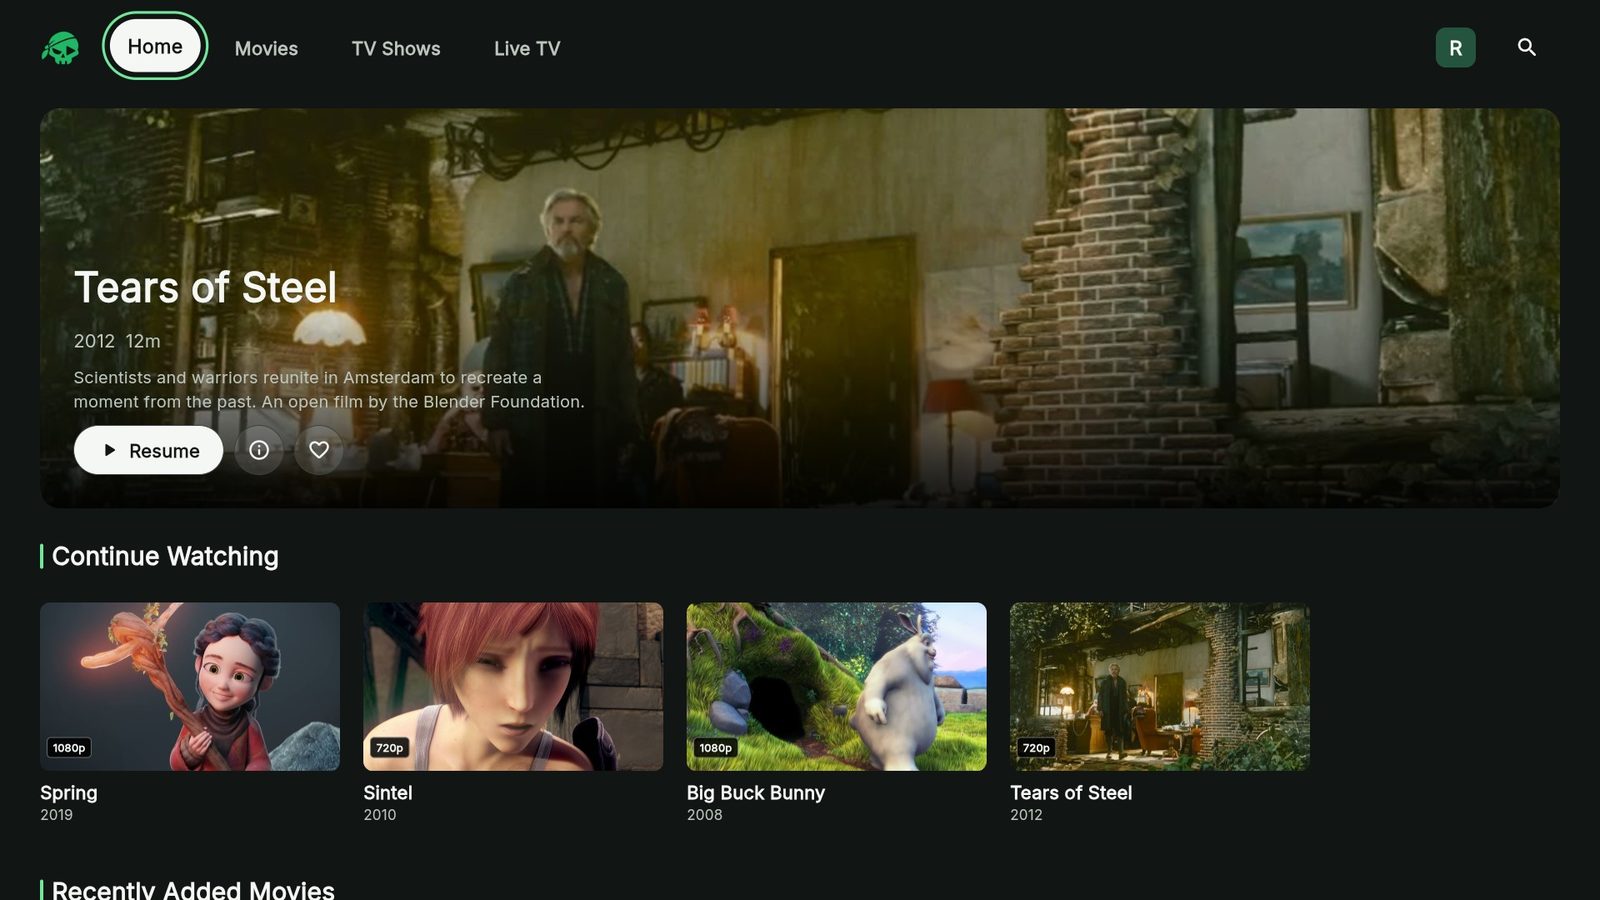 Home
Movies
TV Shows
Live TV
R
Tears of Steel
2012 12m
Scientists and warriors reunite in Amsterdam to recreate a
moment from the past. An open film by the Blender Foundation.
Resume
Continue Watching
1080p
720p
1080p
720p
Spring
Sintel
Big Buck Bunny
Tears of Steel
2019
2010
2008
2012
Recently Added Movies